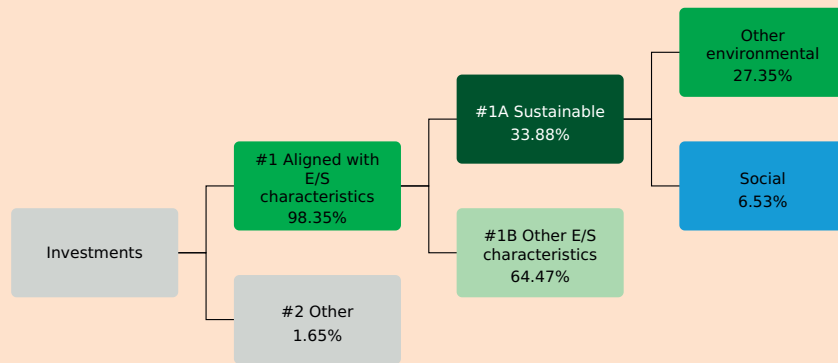 Investments
#1 Aligned with
E/S
characteristics
98.35%
#2 Other
1.65%
#1A Sustainable
33.88%
#1B Other E/S
characteristics
64.47%
Other
environmental
27.35%
Social
6.53%